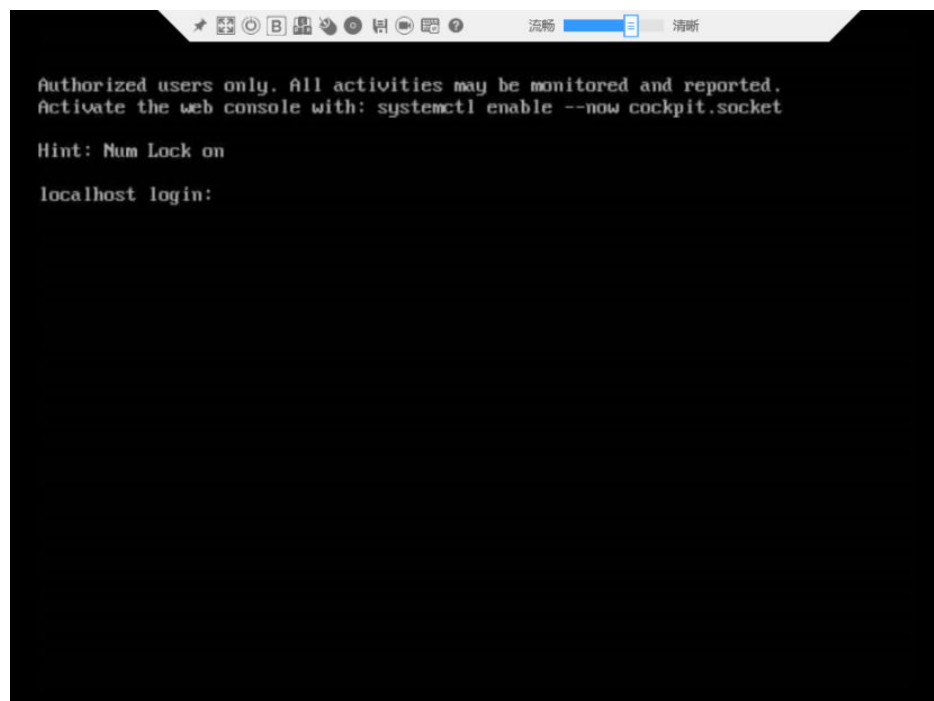 B
流畅 清晰
Authorized users only. All activities may be monitored and reported.
Activate the web console with: systemctl enable --now cockpit.socket
Hint: Num Lock on
localhost login: